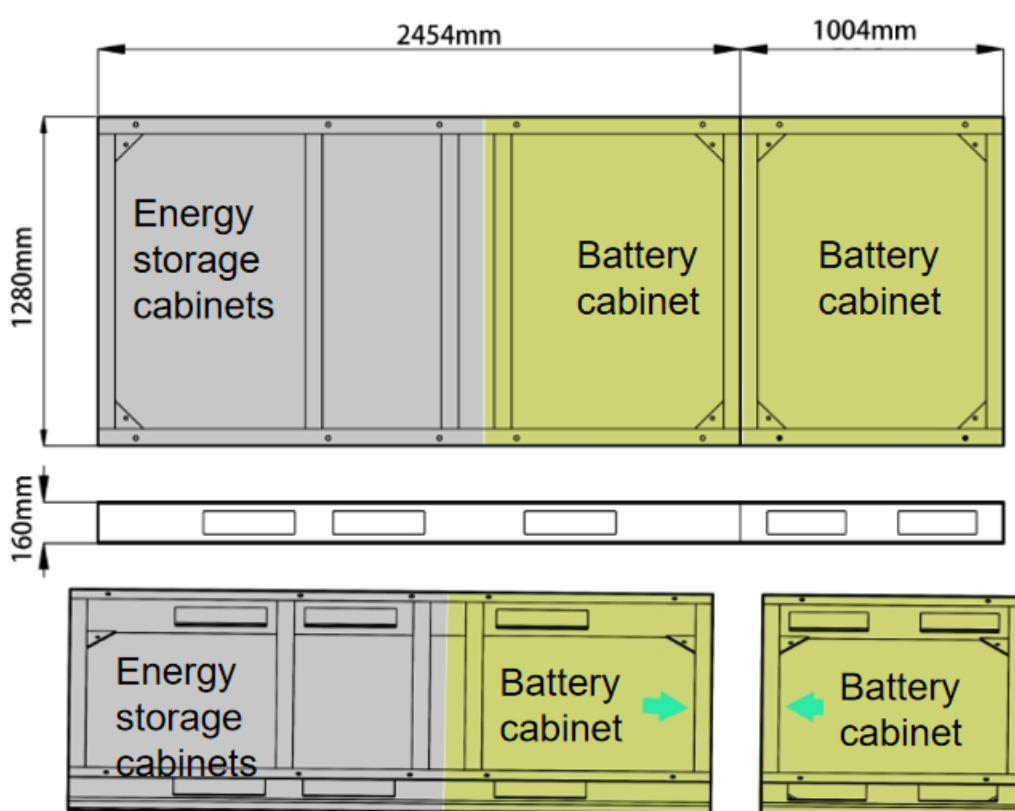 2454mm
1004mm
1280mm
Energy
storage
cabinets
Battery
cabinet
Battery
cabinet
160mm
Energy
storage
cabinets
Battery
cabinet
Battery
cabinet